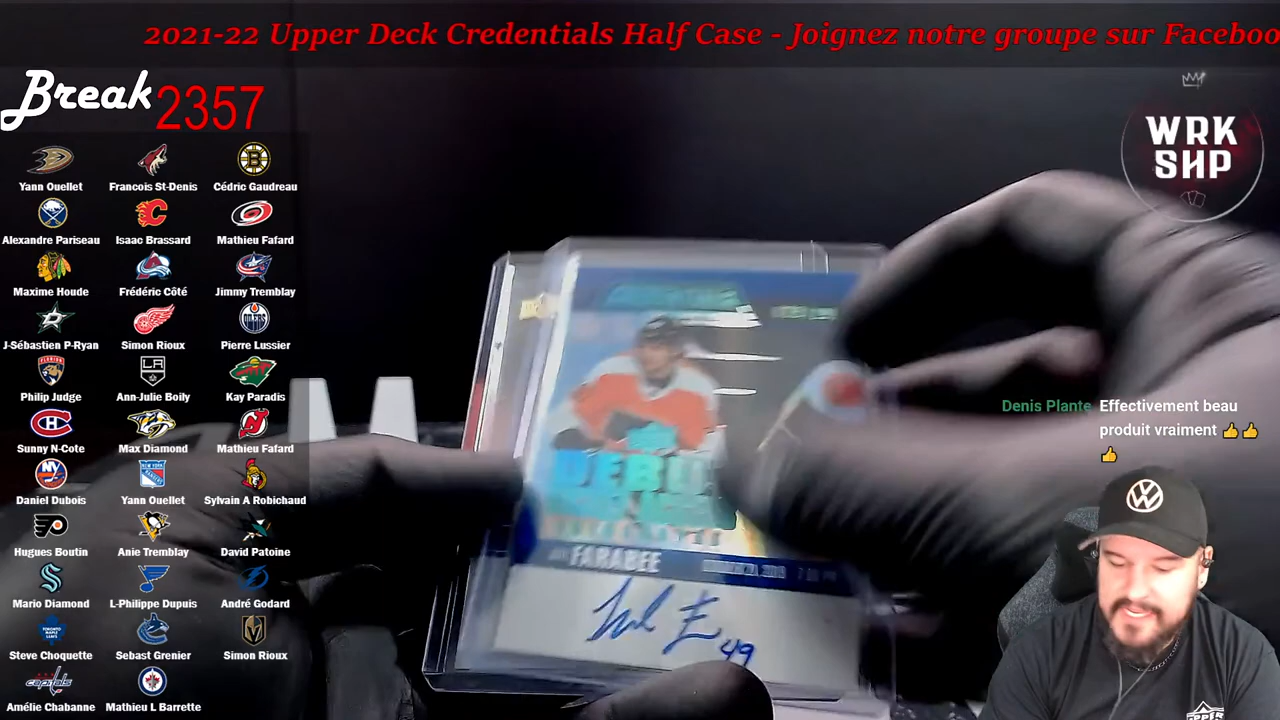 2021-22 Upper Deck Credentials Half Case - Joignez notre groupe sur Faceboo
Break 2357
WRK
SHP
Yann Ouellet Francois St-Denis Cédric Gaudreau
Alexandre Pariseau Isaac Brassard Mathieu Fafard
Maxime Houde Frédéric Côté Jimmy Tremblay
J-Sébastien P-Ryan Simon Rioux Pierre Lussier
Philip Judge Ann-Julie Boily Kay Paradis
Sunny N-Cote Max Diamond Mathieu Fafard
Daniel Dubois Yann Ouellet Sylvain A Robichaud
Hugues Boutin Anie Tremblay David Patoine
Mario Diamond L-Philippe Dupuis André Godard
Steve Choquette Sebast Grenier Simon Rioux
Amélie Chabanne Mathieu L Barrette
Denis Plante Effectivement beau
produit vraiment 👍👍
👍
DEBU
FARABEE
49